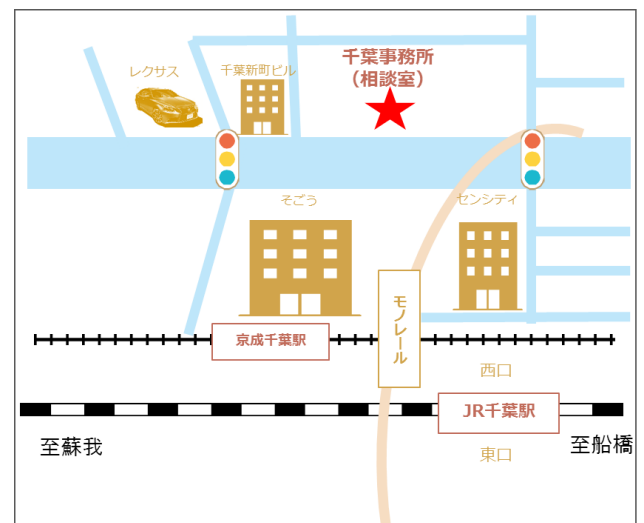 千葉事務所
（相談室）
レクサス
千葉新町ビル
そごう
センシティ
モノレール
京成千葉駅
西口
JR千葉駅
至蘇我
東口
至船橋